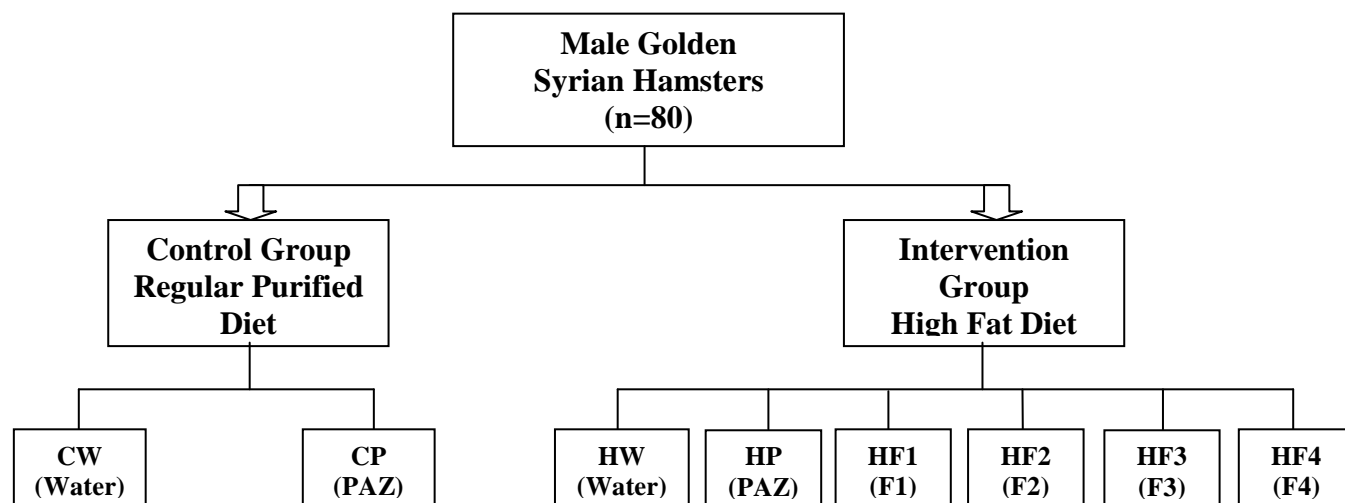 Male Golden
Syrian Hamsters
(n=80)
Control Group
Regular Purified
Diet
Intervention
Group
High Fat Diet
CW
(Water)
CP
(PAZ)
HW
(Water)
HP
(PAZ)
HF1
(F1)
HF2
(F2)
HF3
(F3)
HF4
(F4)